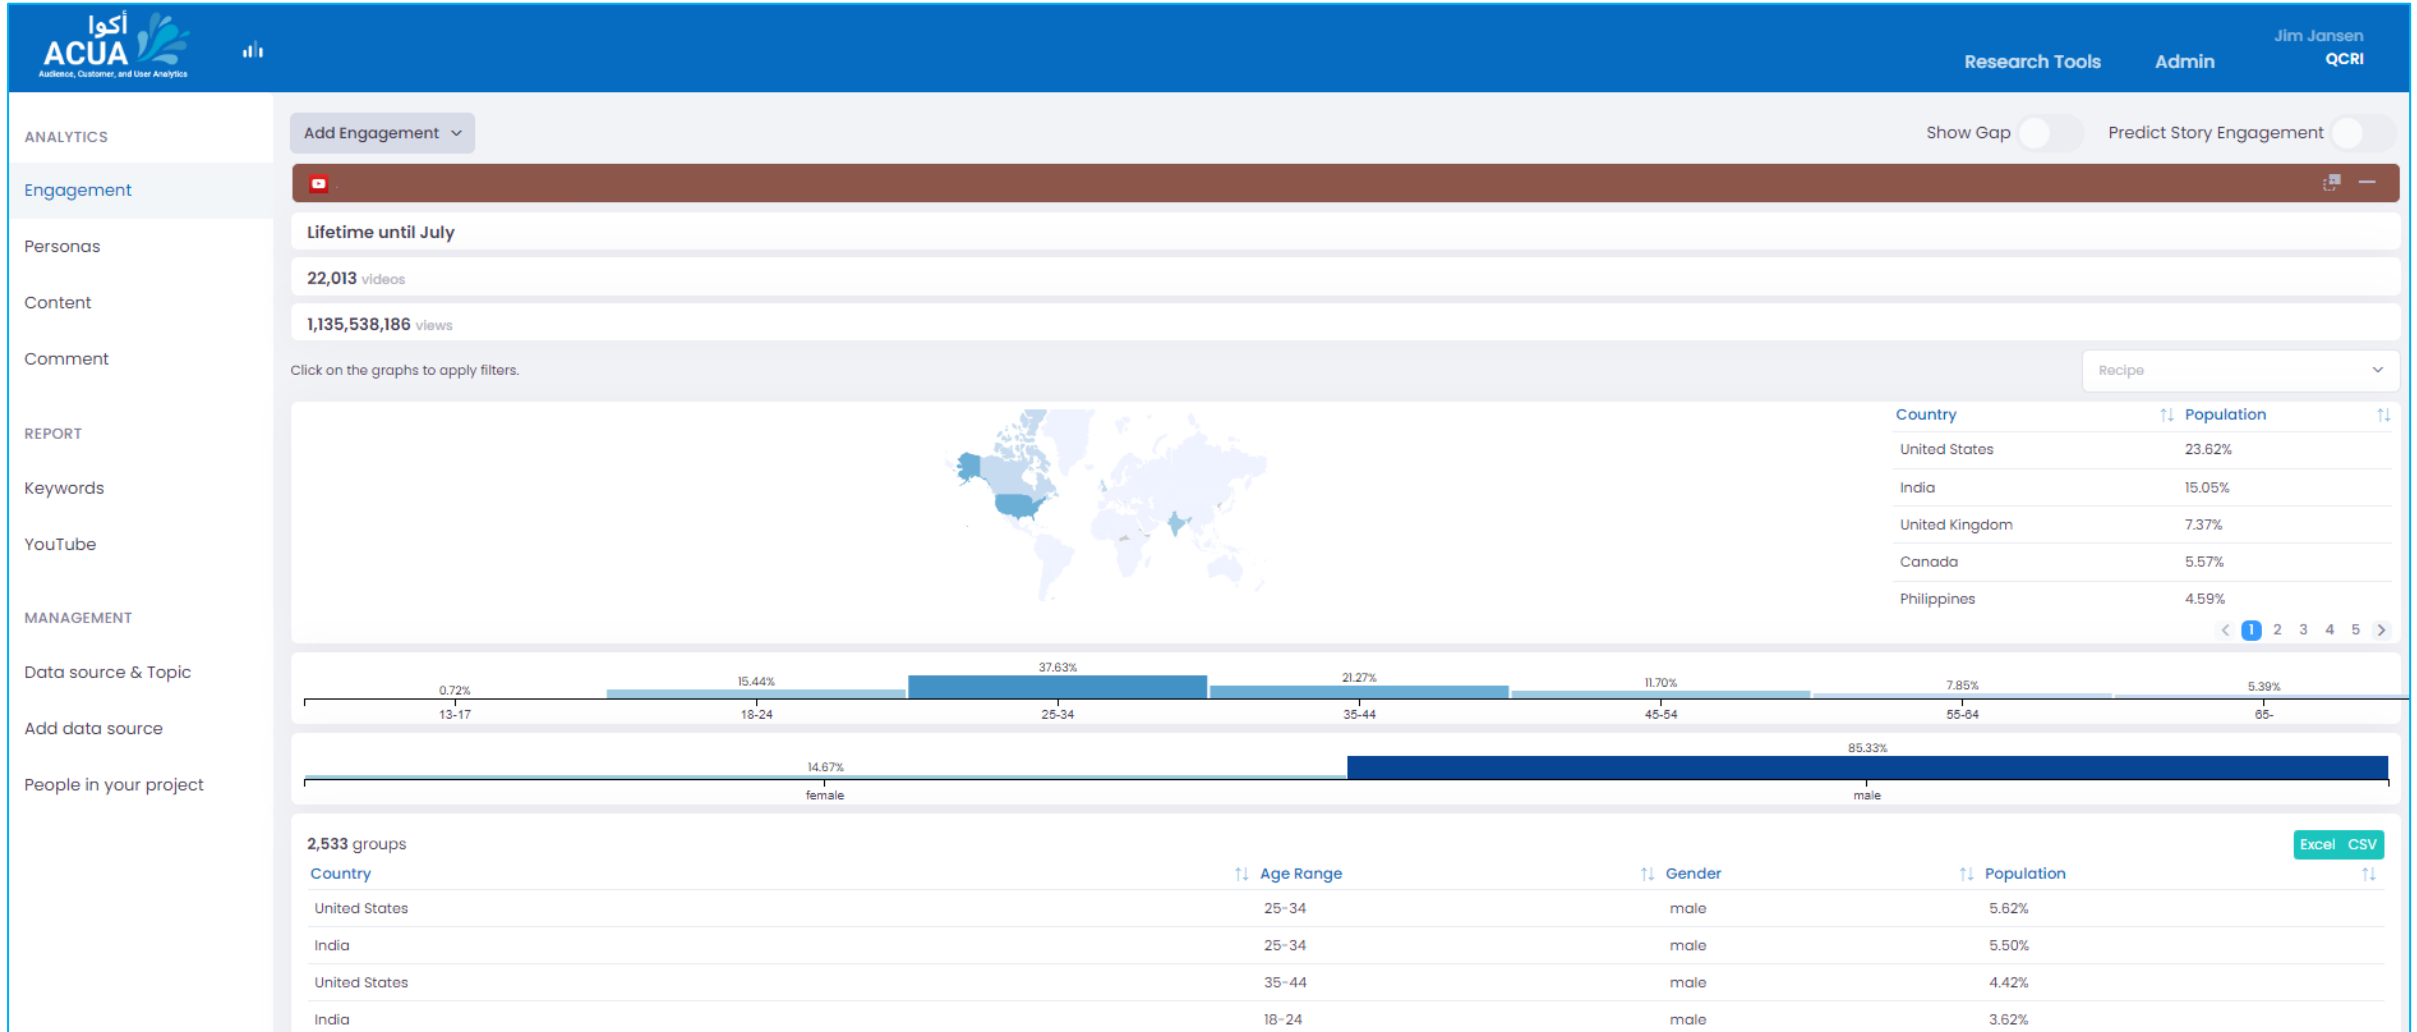 أكوا
ACUA
Audience, Customer, and User Analytics
Jim Jansen
Research Tools Admin QCRI
ANALYTICS
Engagement
Personas
Content
Comment
REPORT
Keywords
YouTube
MANAGEMENT
Data source & Topic
Add data source
People in your project
Add Engagement
Show Gap Predict Story Engagement
Lifetime until July
22,013 videos
1,135,538,186 views
Click on the graphs to apply filters.
Recipe
Country Population
United States 23.62%
India 15.05%
United Kingdom 7.37%
Canada 5.57%
Philippines 4.59%
1 2 3 4 5
0.72% 15.44% 37.63% 21.27% 11.70% 7.85% 5.39%
13-17 18-24 25-34 35-44 45-54 55-64 65-
14.67% 85.33%
female male
2,533 groups
Excel CSV
Country Age Range Gender Population
United States 25-34 male 5.62%
India 25-34 male 5.50%
United States 35-44 male 4.42%
India 18-24 male 3.62%